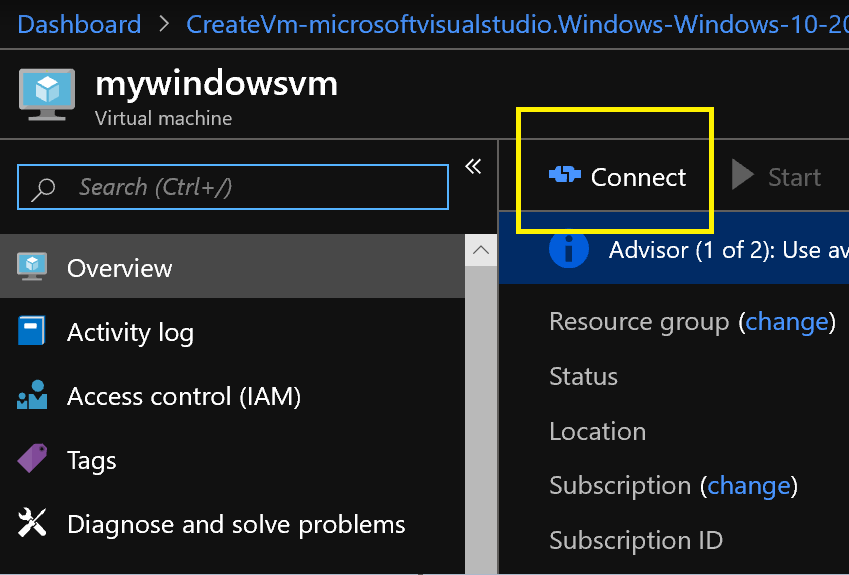 Dashboard > CreateVm-microsoftvisualstudio.Windows-Windows-10-20
mywindowsvm
Virtual machine
Search (Ctrl+/)
«
Connect
Start
Advisor (1 of 2): Use
Overview
Activity log
Access control (IAM)
Tags
Diagnose and solve problems
Resource group (change)
Status
Location
Subscription (change)
Subscription ID